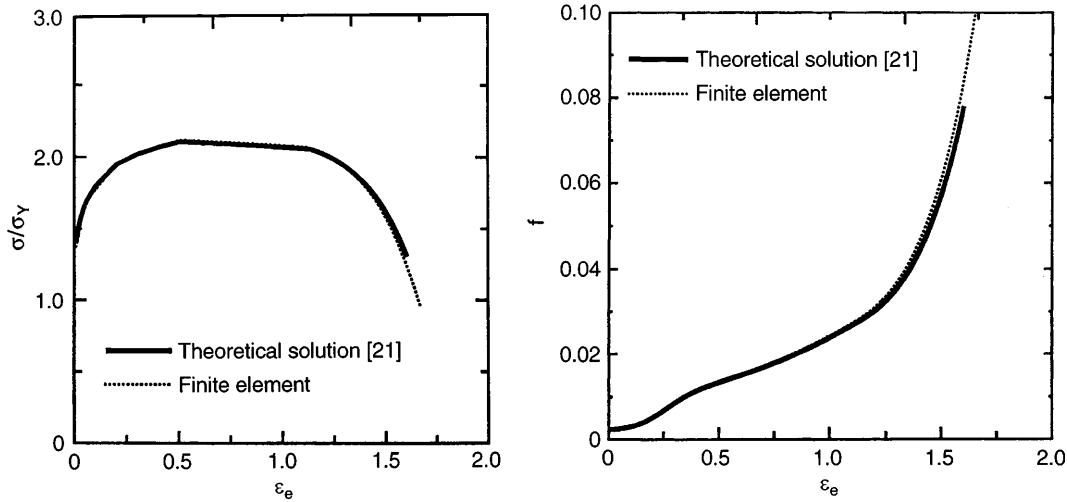 3.0
2.0
1.0
0
σ/σY
Theoretical solution [21]
Finite element
0 0.5 1.0 1.5 2.0
εe
0.10
0.08
0.06
0.04
0.02
0
f
Theoretical solution [21]
Finite element
0 0.5 1.0 1.5 2.0
εe